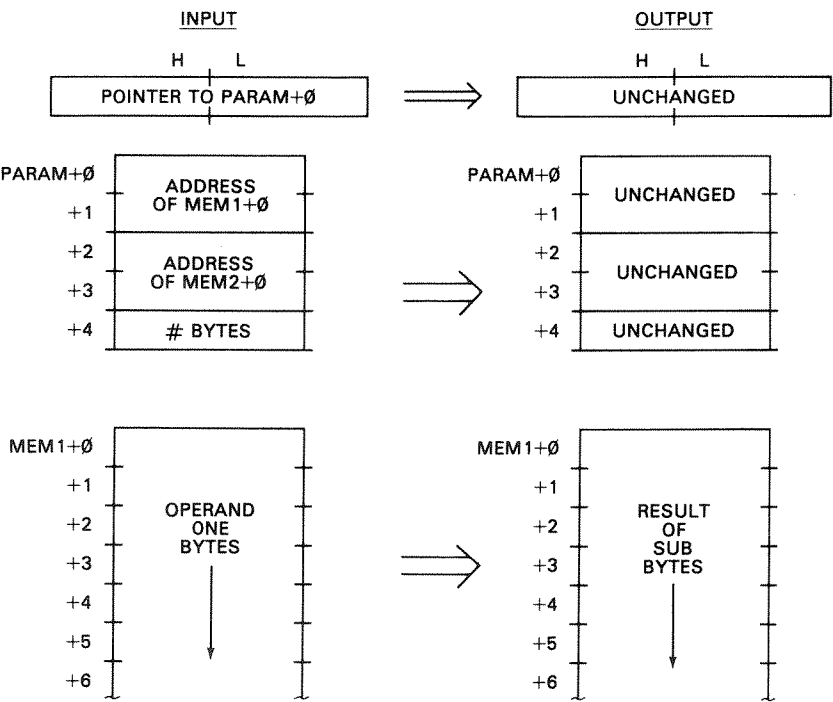 INPUT
OUTPUT
H L
H L
POINTER TO PARAM+Ø
UNCHANGED
PARAM+Ø
+1
+2
+3
+4
ADDRESS
OF MEM1+Ø
ADDRESS
OF MEM2+Ø
# BYTES
PARAM+Ø
+1
+2
+3
+4
UNCHANGED
UNCHANGED
UNCHANGED
MEM1+Ø
+1
+2
+3
+4
+5
+6
OPERAND
ONE
BYTES
MEM1+Ø
+1
+2
+3
+4
+5
+6
RESULT
OF
SUB
BYTES